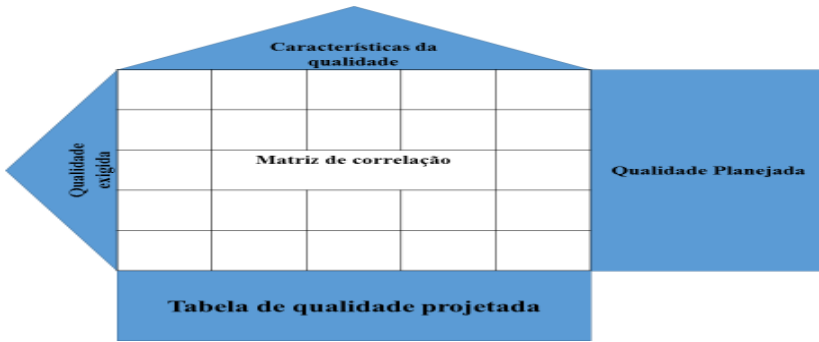 Características da
qualidade
Qualidade
exigida
Matriz de correlação
Qualidade Planejada
Tabela de qualidade projetada